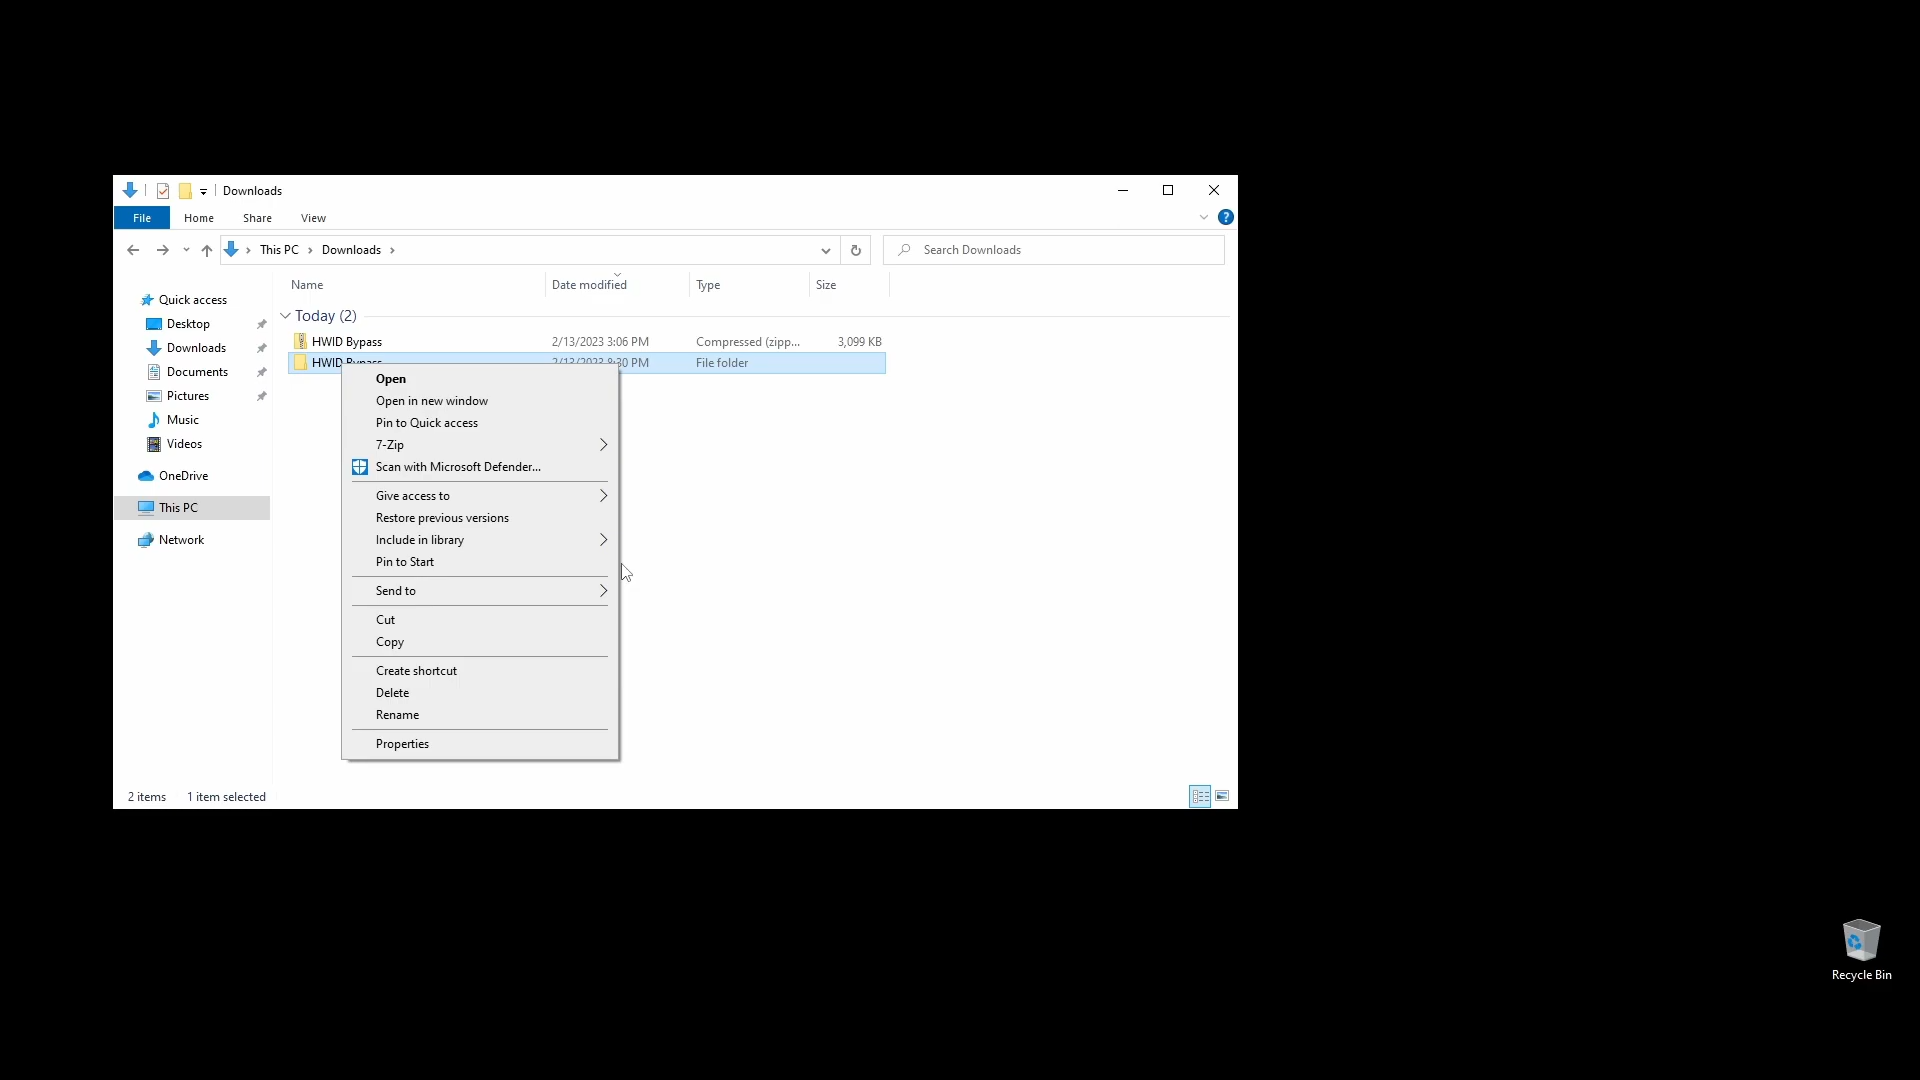 Downloads
File
Home
Share
View
This PC
Downloads
Search Downloads
Name
Date modified
Type
Size
Quick access
Desktop
Downloads
Documents
Pictures
Music
Videos
OneDrive
This PC
Network
Today (2)
HWID Bypass 2/13/2023 3:06 PM Compressed (zipp... 3,099 KB
HWID Bypass 2/13/2023 8:30 PM File folder
Open
Open in new window
Pin to Quick access
7-Zip
Scan with Microsoft Defender...
Give access to
Restore previous versions
Include in library
Pin to Start
Send to
Cut
Copy
Create shortcut
Delete
Rename
Properties
2 items 1 item selected
Recycle Bin